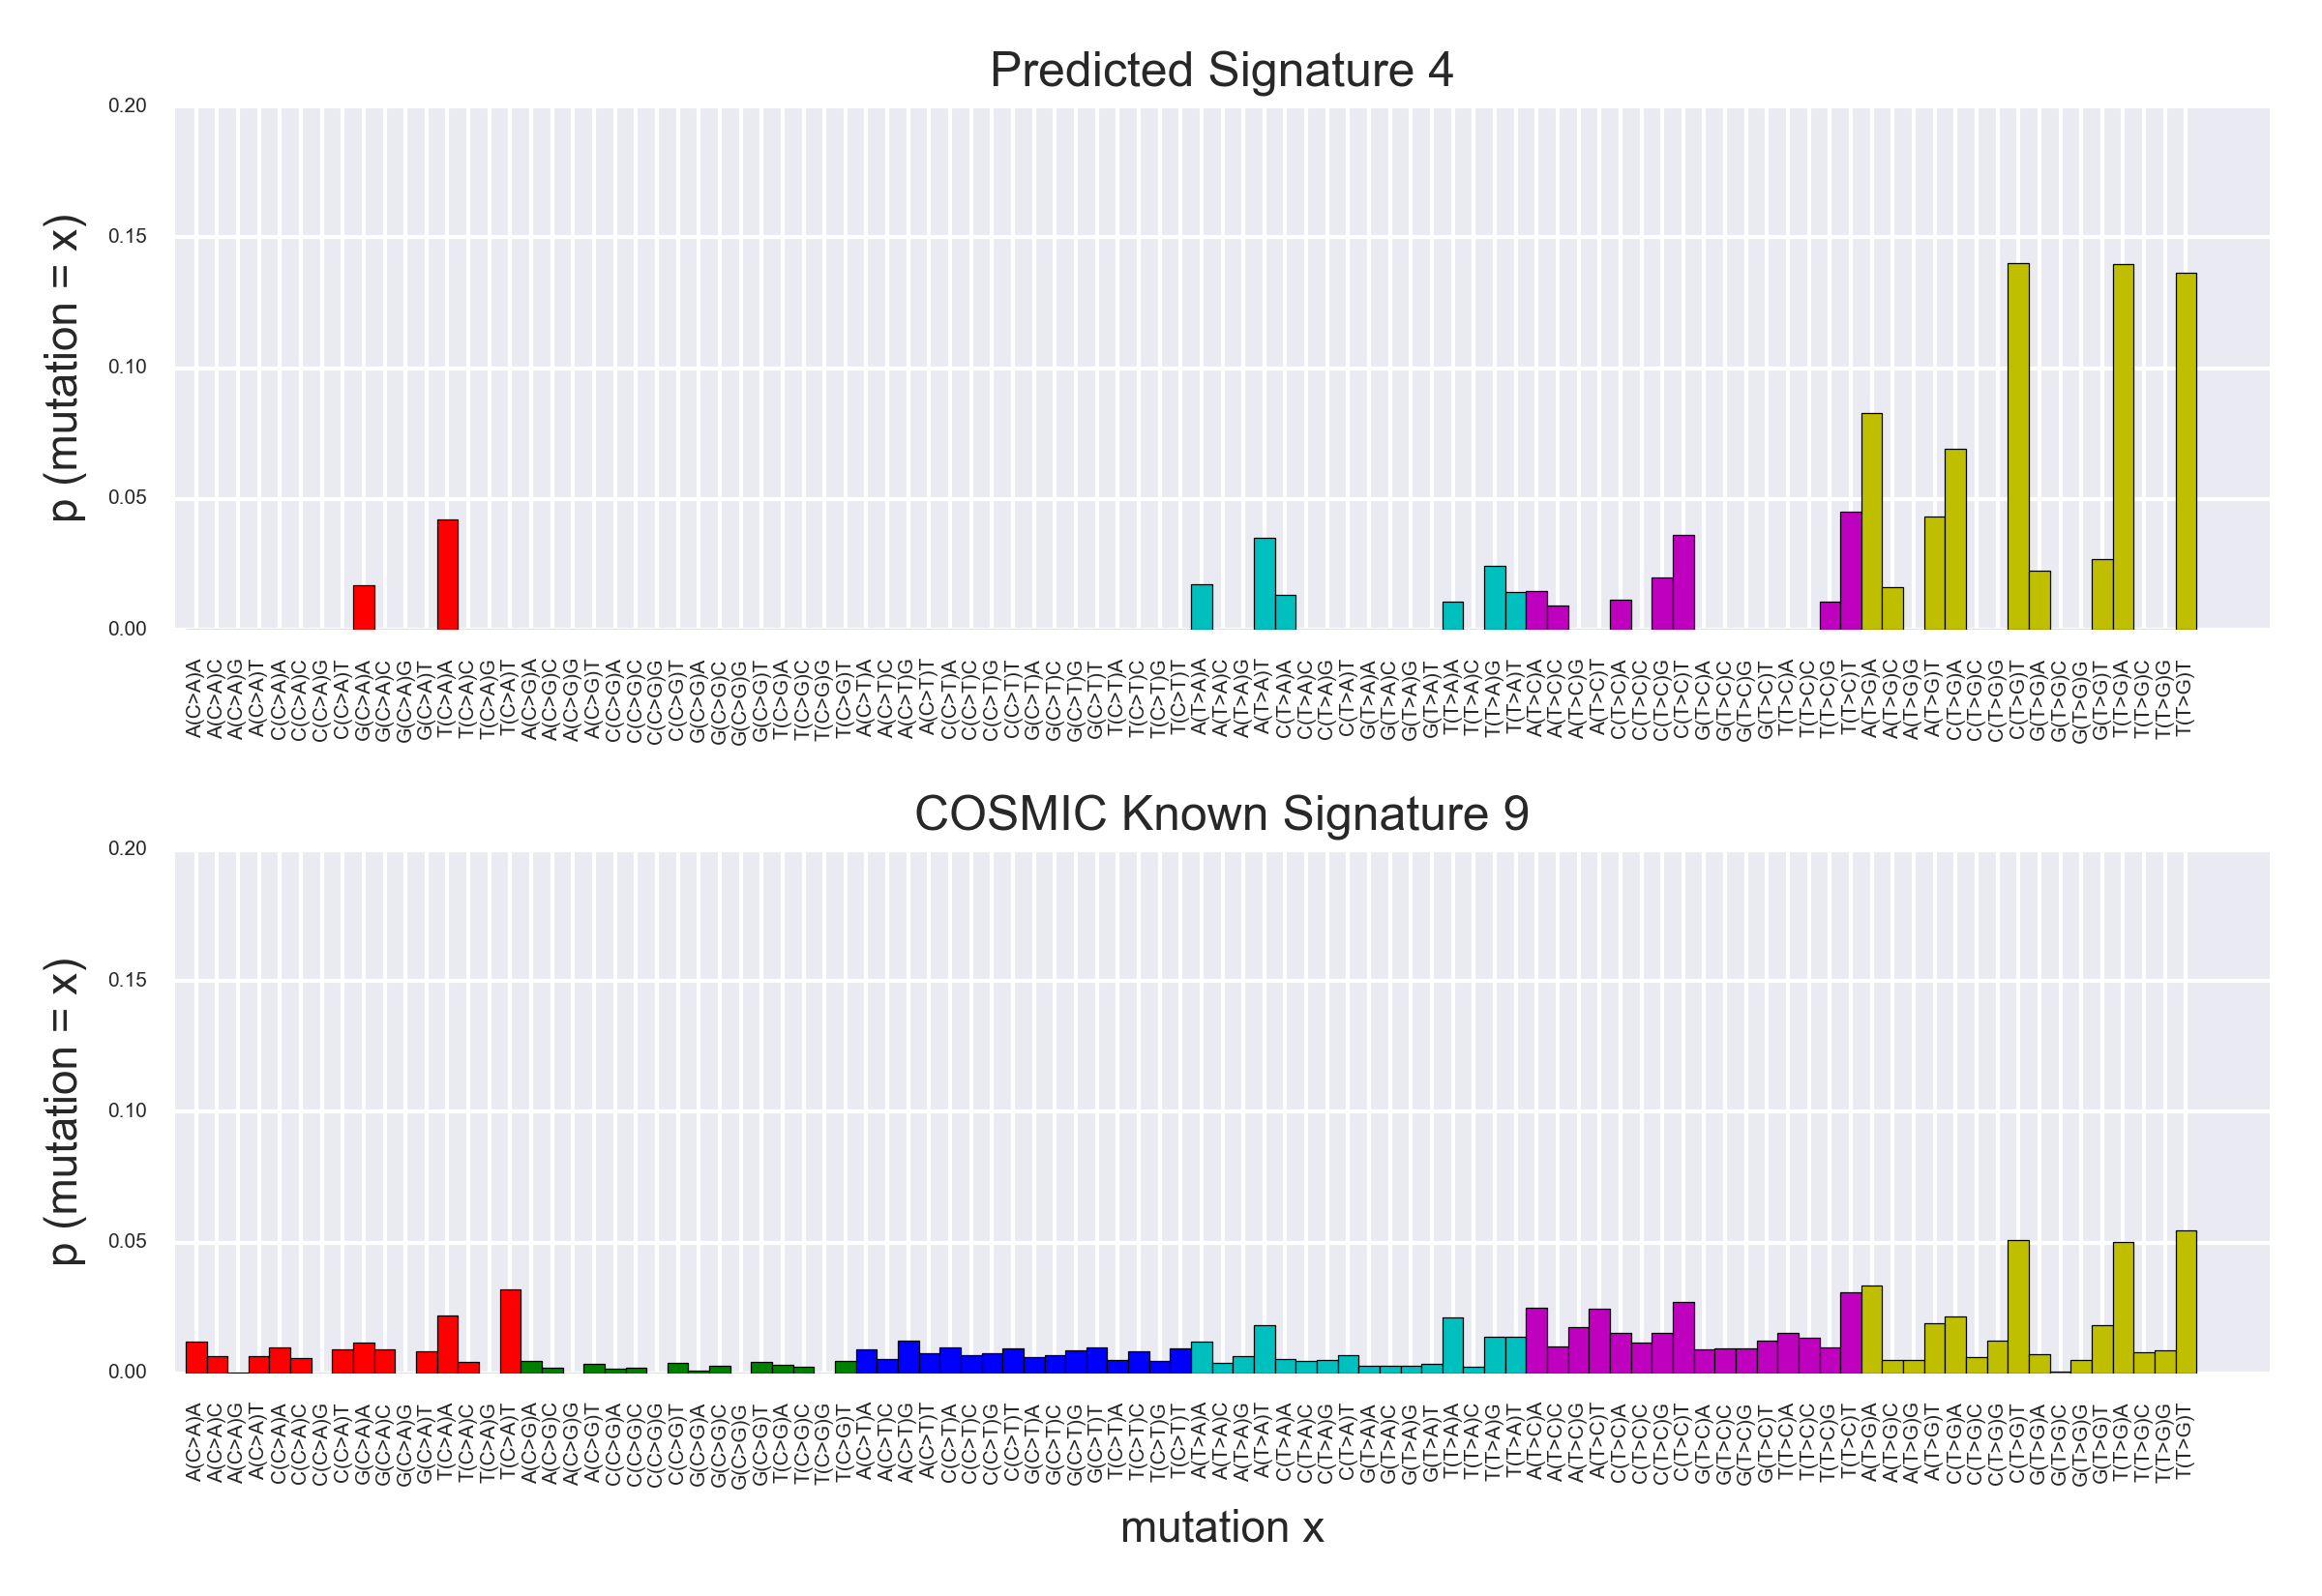 Predicted Signature 4
p (mutation = x)
0.20
0.15
0.10
0.05
0.00
A(C>A)A A(C>A)C A(C>A)G A(C>A)T C(C>A)A C(C>A)C C(C>A)G C(C>A)T G(C>A)A G(C>A)C G(C>A)G G(C>A)T T(C>A)A T(C>A)C T(C>A)G T(C>A)T A(C>G)A A(C>G)C A(C>G)G A(C>G)T C(C>G)A C(C>G)C C(C>G)G C(C>G)T G(C>G)A G(C>G)C G(C>G)G G(C>G)T T(C>G)A T(C>G)C T(C>G)G T(C>G)T A(C>T)A A(C>T)C A(C>T)G A(C>T)T C(C>T)A C(C>T)C C(C>T)G C(C>T)T G(C>T)A G(C>T)C G(C>T)G G(C>T)T T(C>T)A T(C>T)C T(C>T)G T(C>T)T A(T>A)A A(T>A)C A(T>A)G A(T>A)T C(T>A)A C(T>A)C C(T>A)G C(T>A)T G(T>A)A G(T>A)C G(T>A)G G(T>A)T T(T>A)A T(T>A)C T(T>A)G T(T>A)T A(T>C)A A(T>C)C A(T>C)G A(T>C)T C(T>C)A C(T>C)C C(T>C)G C(T>C)T G(T>C)A G(T>C)C G(T>C)G G(T>C)T T(T>C)A T(T>C)C T(T>C)G T(T>C)T A(T>G)A A(T>G)C A(T>G)G A(T>G)T C(T>G)A C(T>G)C C(T>G)G C(T>G)T G(T>G)A G(T>G)C G(T>G)G G(T>G)T T(T>G)A T(T>G)C T(T>G)G T(T>G)T
COSMIC Known Signature 9
p (mutation = x)
0.20
0.15
0.10
0.05
0.00
A(C>A)A A(C>A)C A(C>A)G A(C>A)T C(C>A)A C(C>A)C C(C>A)G C(C>A)T G(C>A)A G(C>A)C G(C>A)G G(C>A)T T(C>A)A T(C>A)C T(C>A)G T(C>A)T A(C>G)A A(C>G)C A(C>G)G A(C>G)T C(C>G)A C(C>G)C C(C>G)G C(C>G)T G(C>G)A G(C>G)C G(C>G)G G(C>G)T T(C>G)A T(C>G)C T(C>G)G T(C>G)T A(C>T)A A(C>T)C A(C>T)G A(C>T)T C(C>T)A C(C>T)C C(C>T)G C(C>T)T G(C>T)A G(C>T)C G(C>T)G G(C>T)T T(C>T)A T(C>T)C T(C>T)G T(C>T)T A(T>A)A A(T>A)C A(T>A)G A(T>A)T C(T>A)A C(T>A)C C(T>A)G C(T>A)T G(T>A)A G(T>A)C G(T>A)G G(T>A)T T(T>A)A T(T>A)C T(T>A)G T(T>A)T A(T>C)A A(T>C)C A(T>C)G A(T>C)T C(T>C)A C(T>C)C C(T>C)G C(T>C)T G(T>C)A G(T>C)C G(T>C)G G(T>C)T T(T>C)A T(T>C)C T(T>C)G T(T>C)T A(T>G)A A(T>G)C A(T>G)G A(T>G)T C(T>G)A C(T>G)C C(T>G)G C(T>G)T G(T>G)A G(T>G)C G(T>G)G G(T>G)T T(T>G)A T(T>G)C T(T>G)G T(T>G)T
mutation x